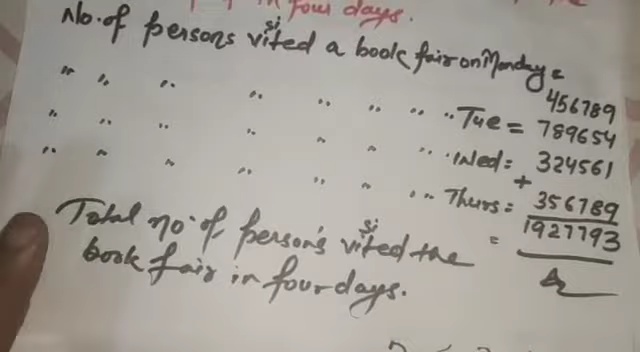 in four days.
No. of persons visited a book fair on Monday = 456789
" " " " " " " " Tue = 789654
" " " " " " " Wed = 324561
" " " " " " " Thurs = + 356789
Total no. of person's visited the = 1927793
book fair in four days.